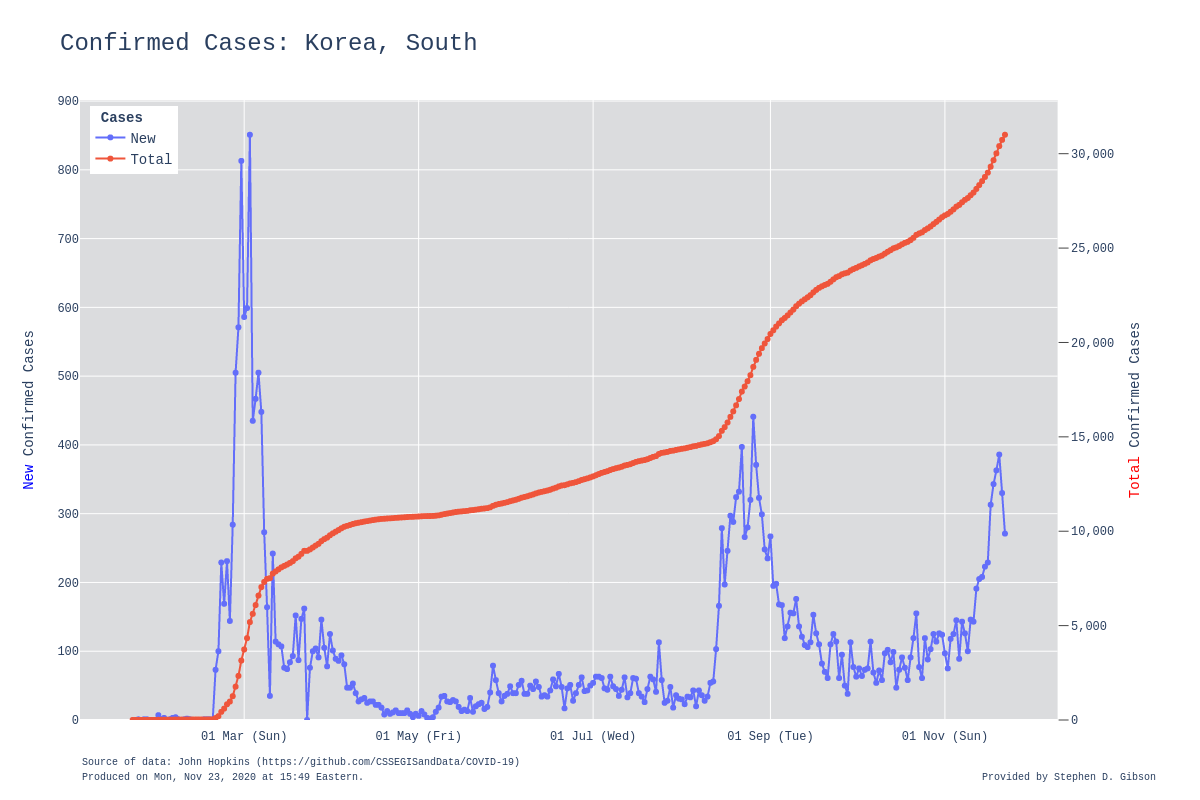 Confirmed Cases: Korea, South
Cases
New
Total
900
800
700
600
500
400
300
200
100
0
30,000
25,000
20,000
15,000
10,000
5,000
0
New Confirmed Cases
Total Confirmed Cases
01 Mar (Sun)
01 May (Fri)
01 Jul (Wed)
01 Sep (Tue)
01 Nov (Sun)
Source of data: John Hopkins (https://github.com/CSSEGISandData/COVID-19)
Produced on Mon, Nov 23, 2020 at 15:49 Eastern.
Provided by Stephen D. Gibson